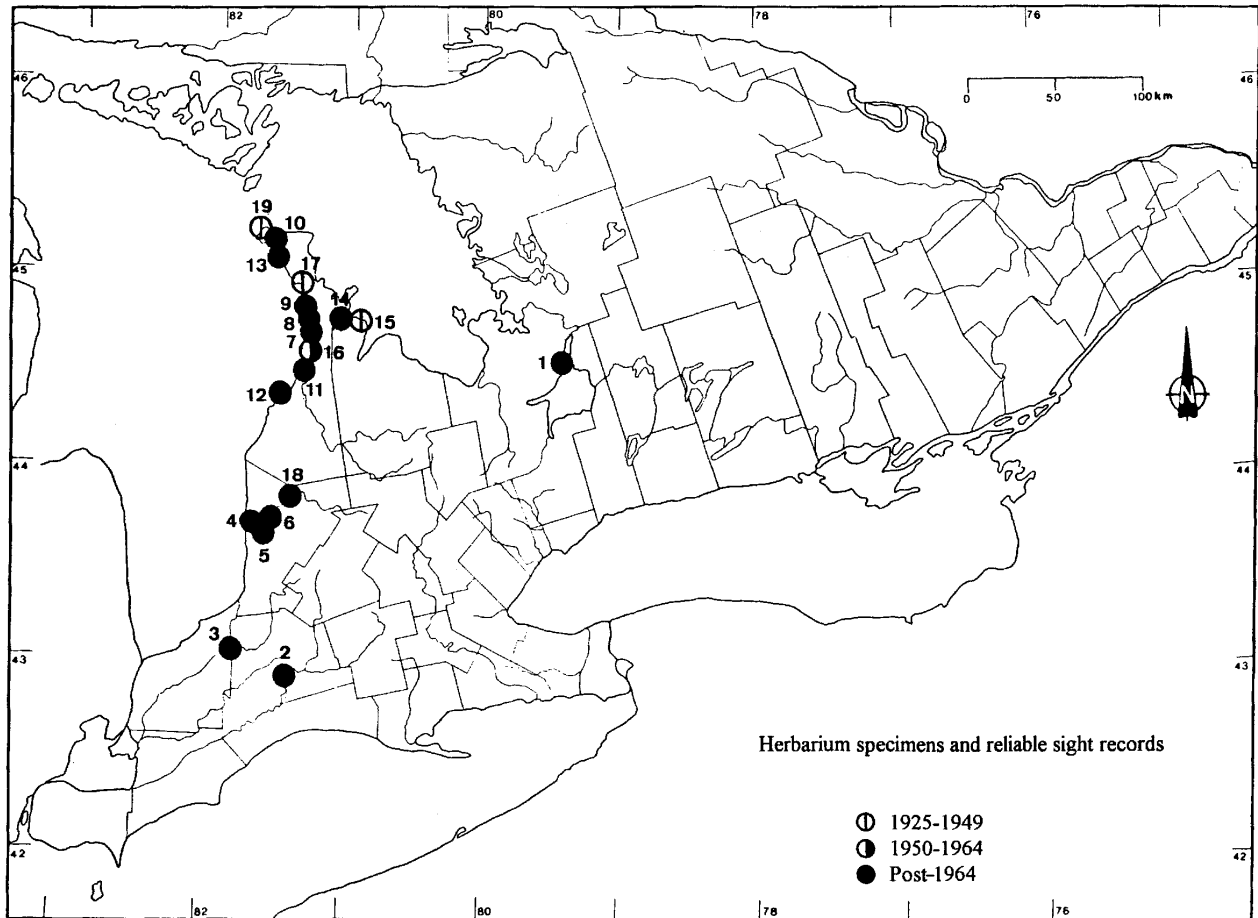 82 80 78 76
46 46
0 50 100 km
19
10
45 13 17 45
9 14
8 15
7 16 1
11 N
12
44 44
18
4 6
5
3
43 2 43
Herbarium specimens and reliable sight records
1925-1949
42 1950-1964 42
Post-1964
82 80 78 76